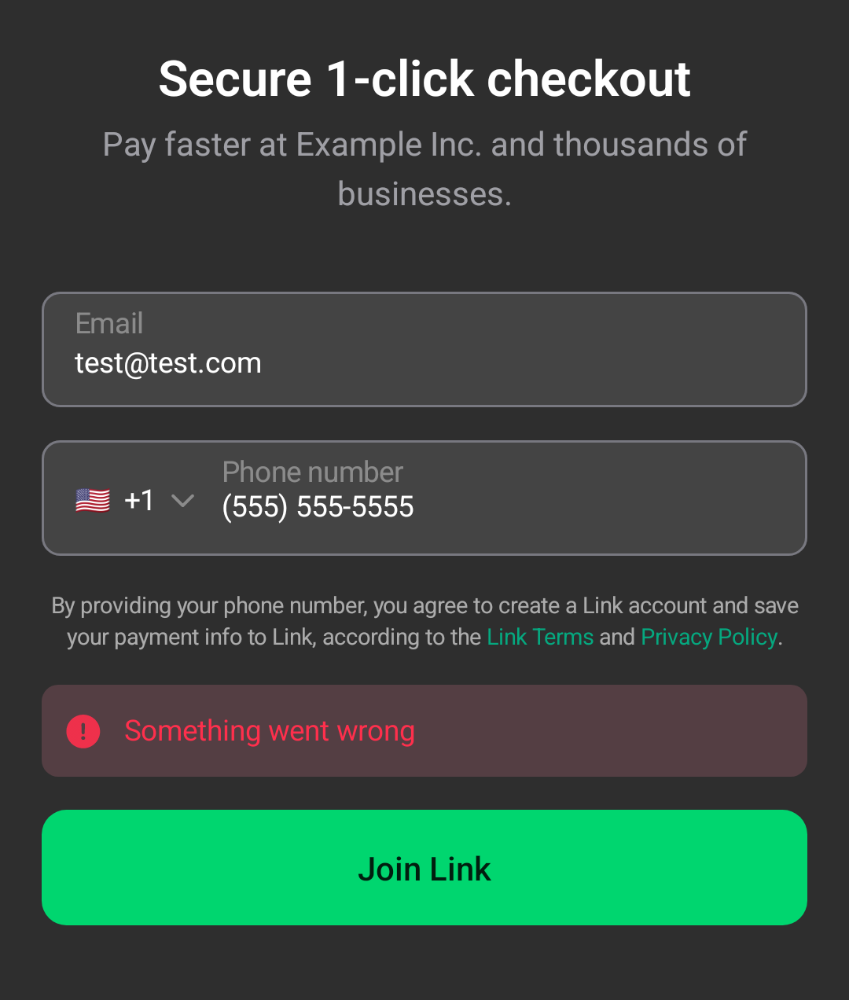 Secure 1-click checkout
Pay faster at Example Inc. and thousands of
businesses.
Email
test@test.com
Phone number
+1 (555) 555-5555
By providing your phone number, you agree to create a Link account and save
your payment info to Link, according to the Link Terms and Privacy Policy.
Something went wrong
Join Link